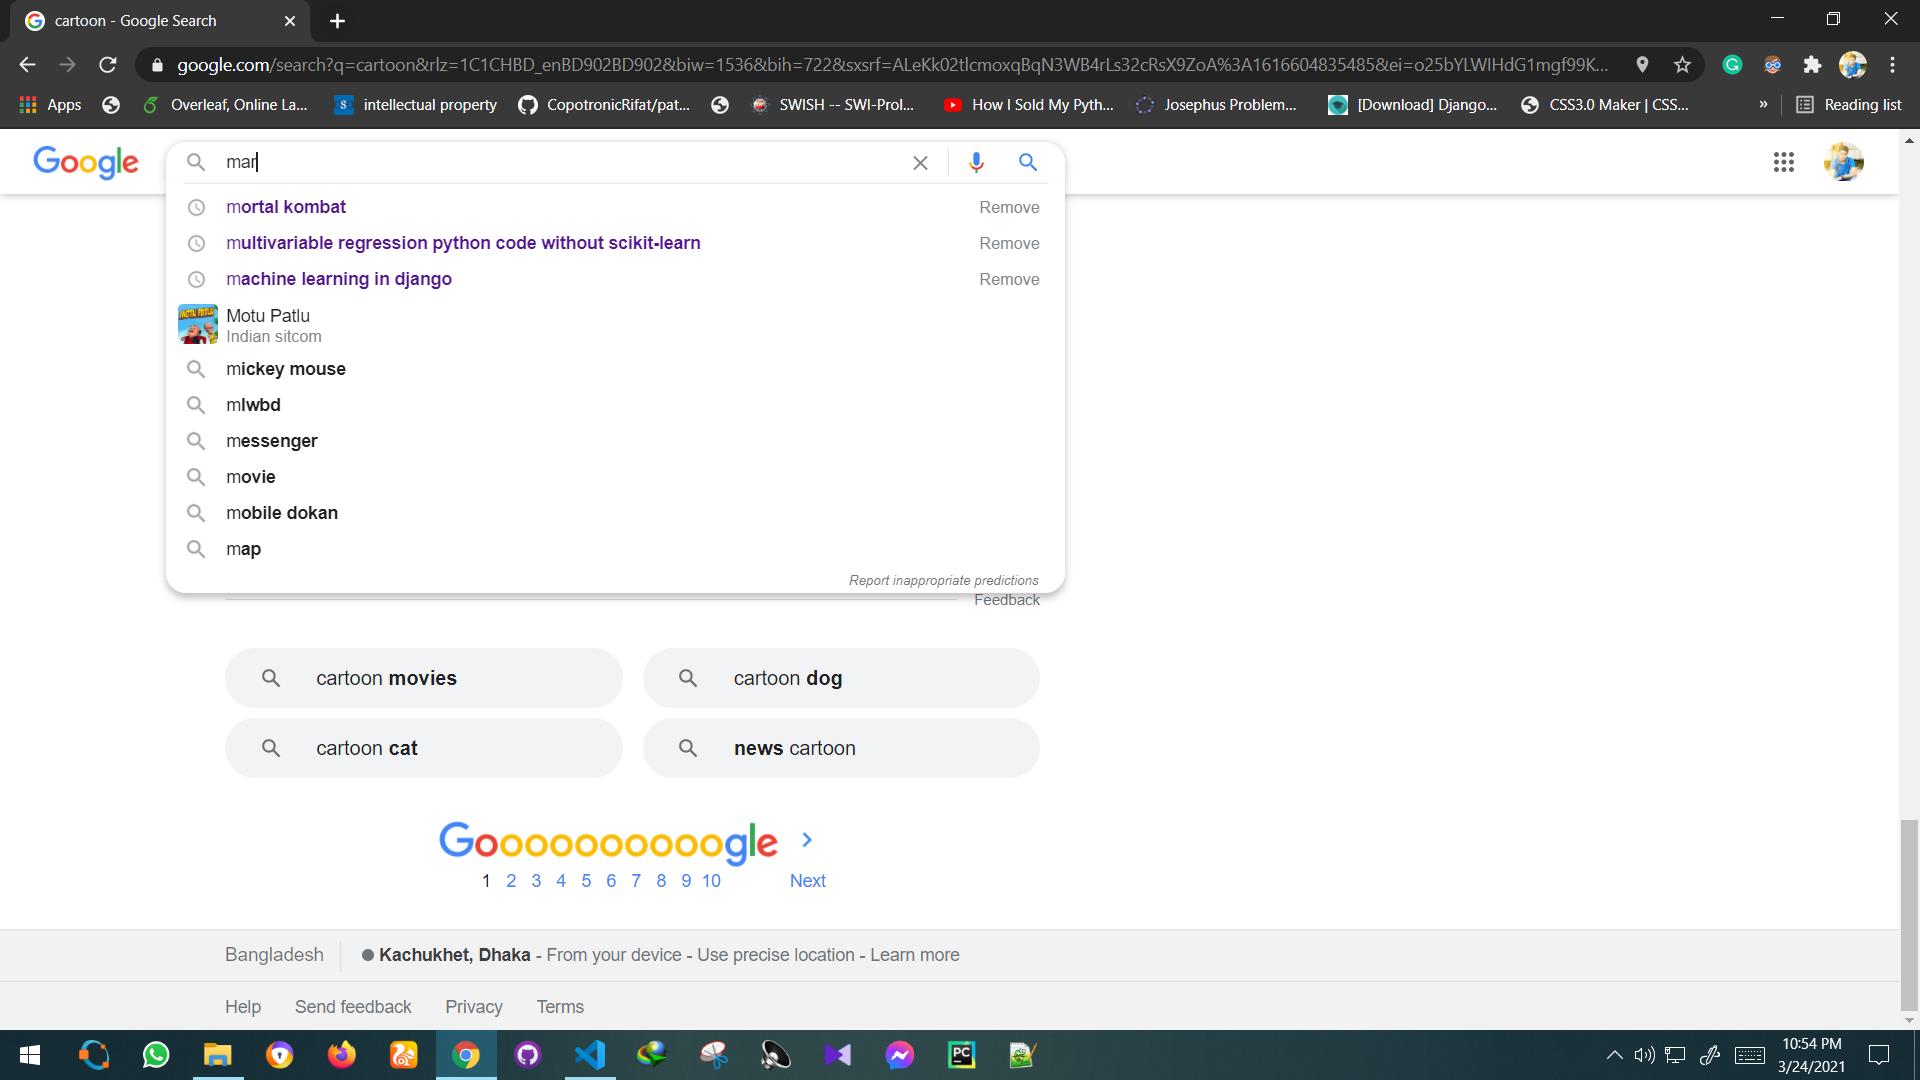 cartoon - Google Search
google.com/search?q=cartoon&rlz=1C1CHBD_enBD902BD902&biw=1536&bih=722&sxsrf=ALeKk02tlcmoxqBqN3WB4rLs32cRsX9ZoA%3A1616604835485&ei=o25bYLWIHdG1mgf99K...
Apps
Overleaf, Online La...
intellectual property
CopotronicRifat/pat...
SWISH -- SWI-Prol...
How I Sold My Pyth...
Josephus Problem...
[Download] Django...
CSS3.0 Maker | CSS...
»
Reading list
Google
mar
mortal kombat
Remove
multivariable regression python code without scikit-learn
Remove
machine learning in django
Remove
MOTU PATLU
Motu Patlu
Indian sitcom
mickey mouse
mlwbd
messenger
movie
mobile dokan
map
Report inappropriate predictions
Feedback
cartoon movies
cartoon dog
cartoon cat
news cartoon
Goooooooooogle
1 2 3 4 5 6 7 8 9 10 Next
Bangladesh
Kachukhet, Dhaka - From your device - Use precise location - Learn more
Help Send feedback Privacy Terms
PC
10:54 PM
3/24/2021